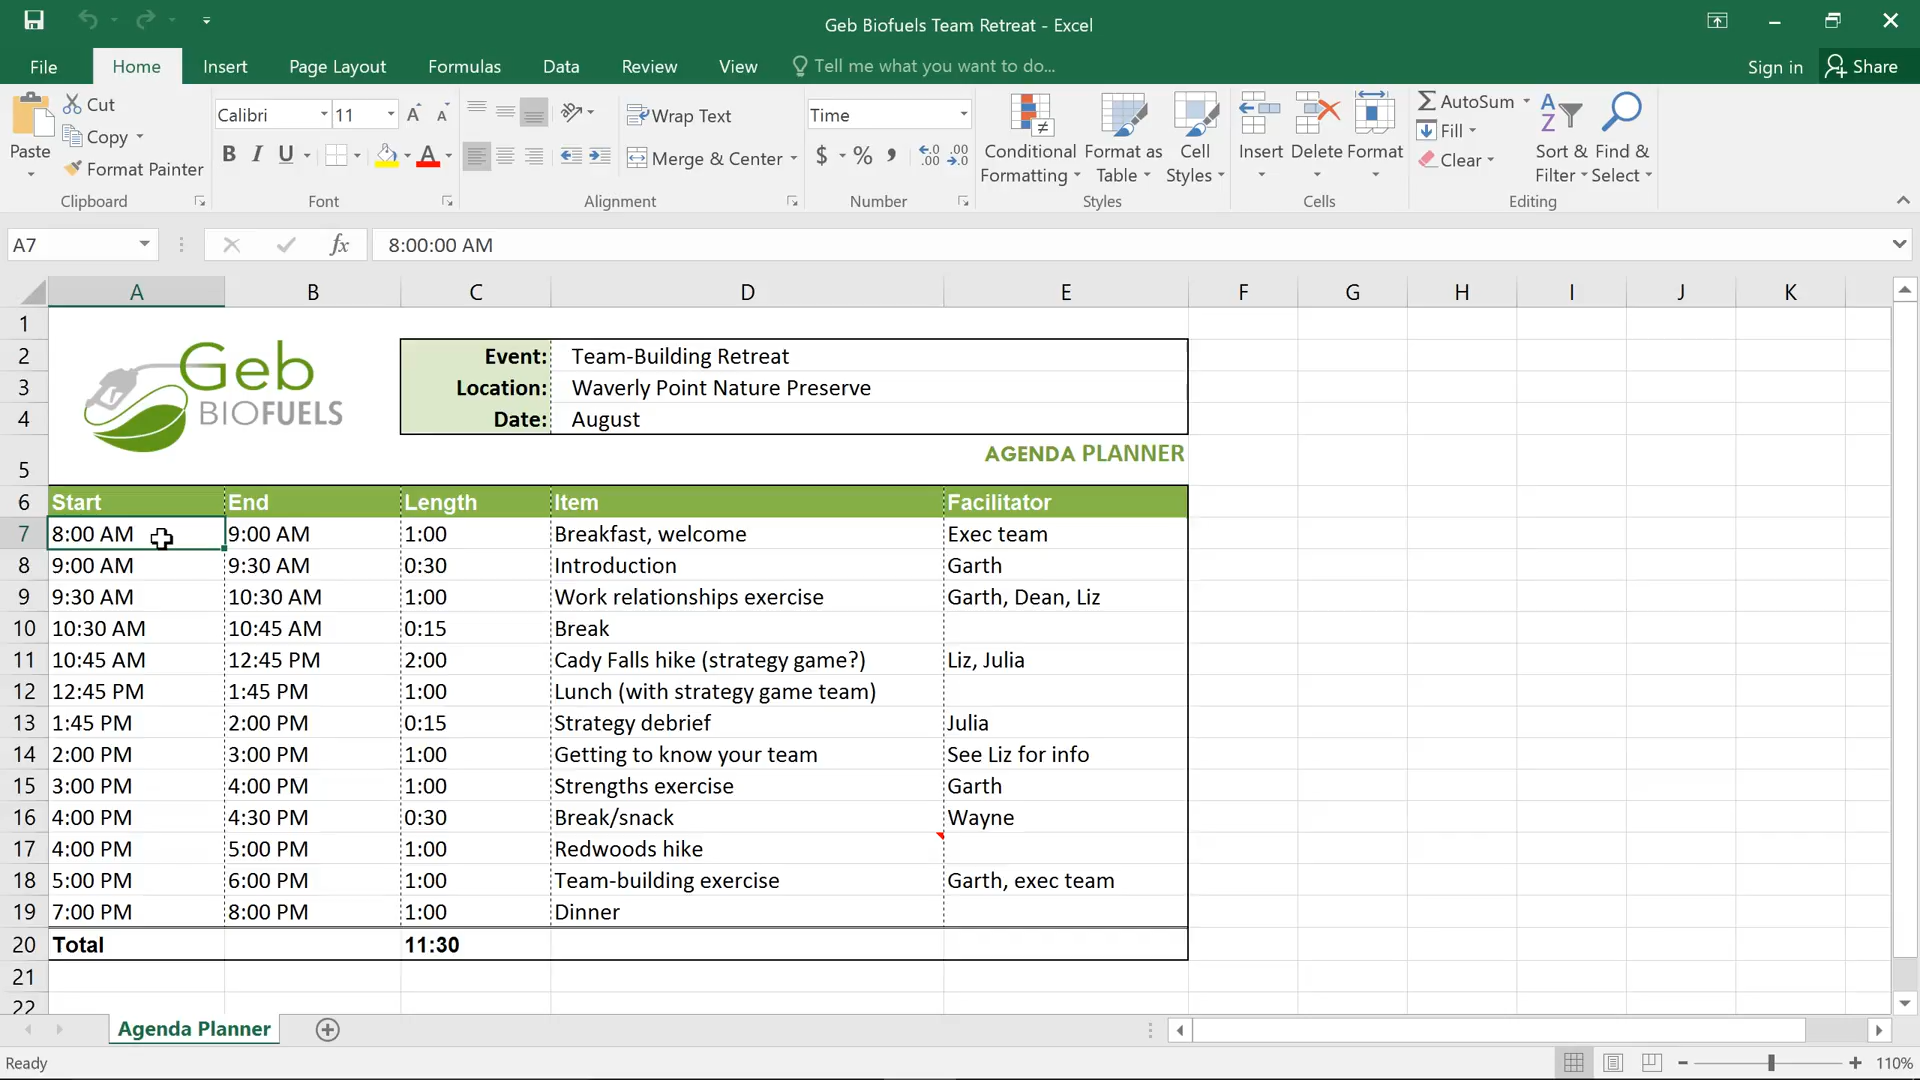 Geb Biofuels Team Retreat - Excel
File Home Insert Page Layout Formulas Data Review View Tell me what you want to do... Sign in Share
Paste Cut Copy Format Painter Clipboard
Calibri 11 A A B I U A Font
Wrap Text Merge & Center Alignment
Time $ % , .0 .00 .00 .0 Number
Conditional Formatting Format as Table Cell Styles Styles
Insert Delete Format Cells
AutoSum Fill Clear A Z Sort & Filter Find & Select Editing
A7 fx 8:00:00 AM
A B C D E F G H I J K
1
2 Event: Team-Building Retreat
3 Location: Waverly Point Nature Preserve
4 Date: August
Geb
BIOFUELS
5 AGENDA PLANNER
6 Start End Length Item Facilitator
7 8:00 AM 9:00 AM 1:00 Breakfast, welcome Exec team
8 9:00 AM 9:30 AM 0:30 Introduction Garth
9 9:30 AM 10:30 AM 1:00 Work relationships exercise Garth, Dean, Liz
10 10:30 AM 10:45 AM 0:15 Break
11 10:45 AM 12:45 PM 2:00 Cady Falls hike (strategy game?) Liz, Julia
12 12:45 PM 1:45 PM 1:00 Lunch (with strategy game team)
13 1:45 PM 2:00 PM 0:15 Strategy debrief Julia
14 2:00 PM 3:00 PM 1:00 Getting to know your team See Liz for info
15 3:00 PM 4:00 PM 1:00 Strengths exercise Garth
16 4:00 PM 4:30 PM 0:30 Break/snack Wayne
17 4:00 PM 5:00 PM 1:00 Redwoods hike
18 5:00 PM 6:00 PM 1:00 Team-building exercise Garth, exec team
19 7:00 PM 8:00 PM 1:00 Dinner
20 Total 11:30
21
22
Agenda Planner
Ready 110%